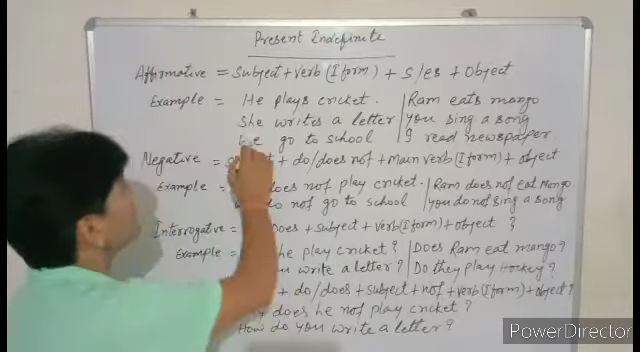 Present Indefinite
Affirmative = Subject + Verb (I form) + s/es + Object
Example = He plays cricket. | Ram eats mango
She writes a letter | You sing a song
We go to school | I read newspaper
Negative = + do/does not + Main verb (I form) + object
Example = does not play cricket. | Ram does not eat Mango
do not go to school | You do not sing a song
Interrogative = Does + Subject + Verb (I form) + object ?
Example = he play cricket? | Does Ram eat mango?
write a letter? | Do they play Hockey?
+ do/does + subject + not + verb (I form) + object?
does he not play cricket?
How do you write a letter?
PowerDirector